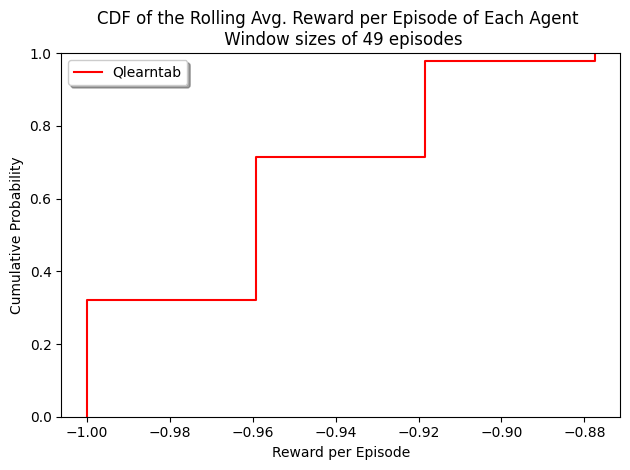 CDF of the Rolling Avg. Reward per Episode of Each Agent
Window sizes of 49 episodes
Qlearntab
Cumulative Probability
1.0
0.8
0.6
0.4
0.2
0.0
−1.00 −0.98 −0.96 −0.94 −0.92 −0.90 −0.88
Reward per Episode